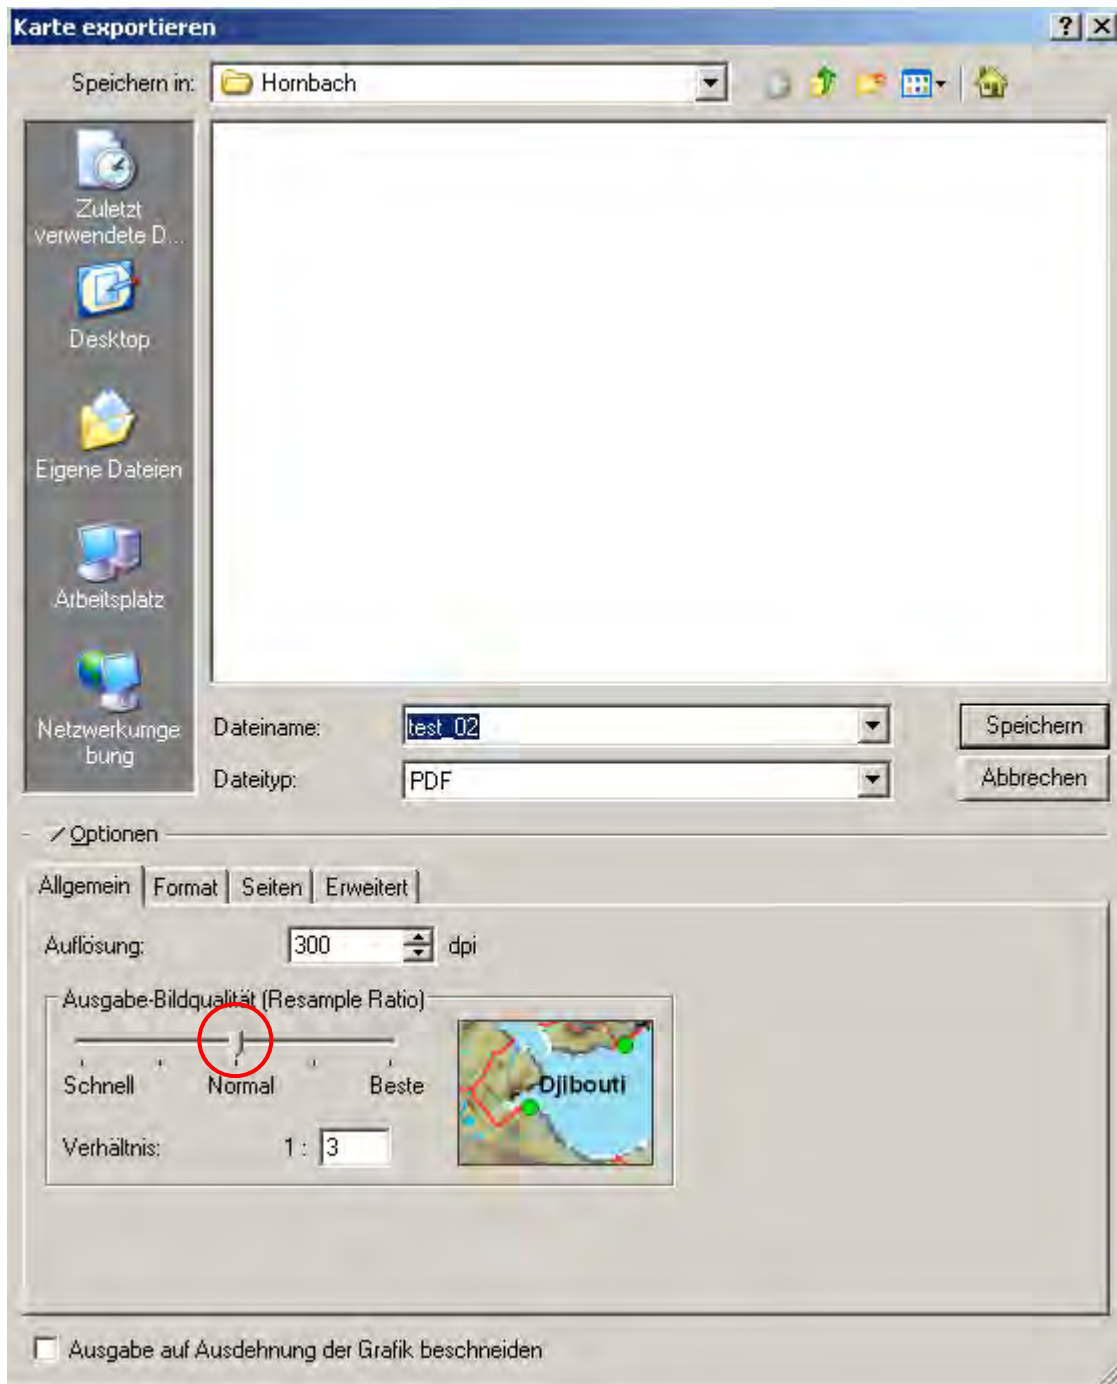 Karte exportieren
Speichern in: Hornbach
Zuletzt
verwendete D...
Desktop
Eigene Dateien
Arbeitsplatz
Netzwerkumge
bung
Dateiname: test_02 Speichern
Dateityp: PDF Abbrechen
Optionen
Allgemein Format Seiten Erweitert
Auflösung: 300 dpi
Ausgabe-Bildqualität (Resample Ratio)
Schnell Normal Beste
Djibouti
Verhältnis: 1 : 3
Ausgabe auf Ausdehnung der Grafik beschneiden